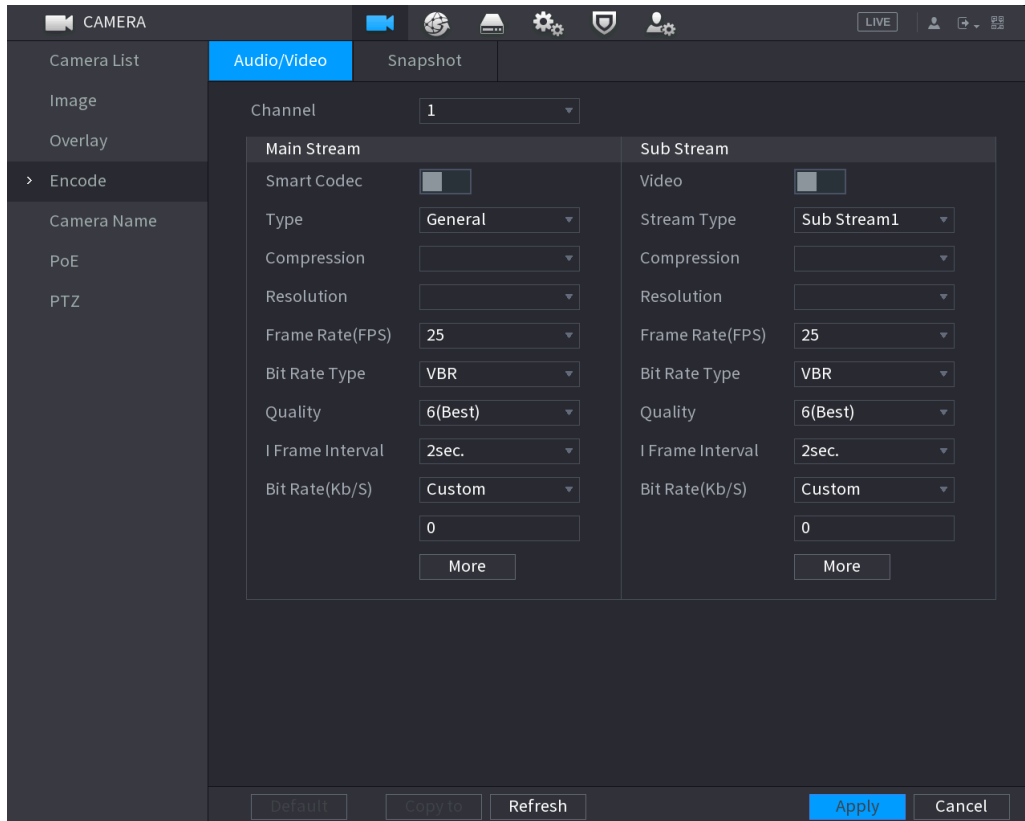 CAMERA
LIVE
Camera List
Image
Overlay
Encode
Camera Name
PoE
PTZ
Audio/Video Snapshot
Channel 1
Main Stream Sub Stream
Smart Codec Video
Type General Stream Type Sub Stream1
Compression Compression
Resolution Resolution
Frame Rate(FPS) 25 Frame Rate(FPS) 25
Bit Rate Type VBR Bit Rate Type VBR
Quality 6(Best) Quality 6(Best)
I Frame Interval 2sec. I Frame Interval 2sec.
Bit Rate(Kb/S) Custom Bit Rate(Kb/S) Custom
0 0
More More
Default Copy to Refresh Apply Cancel